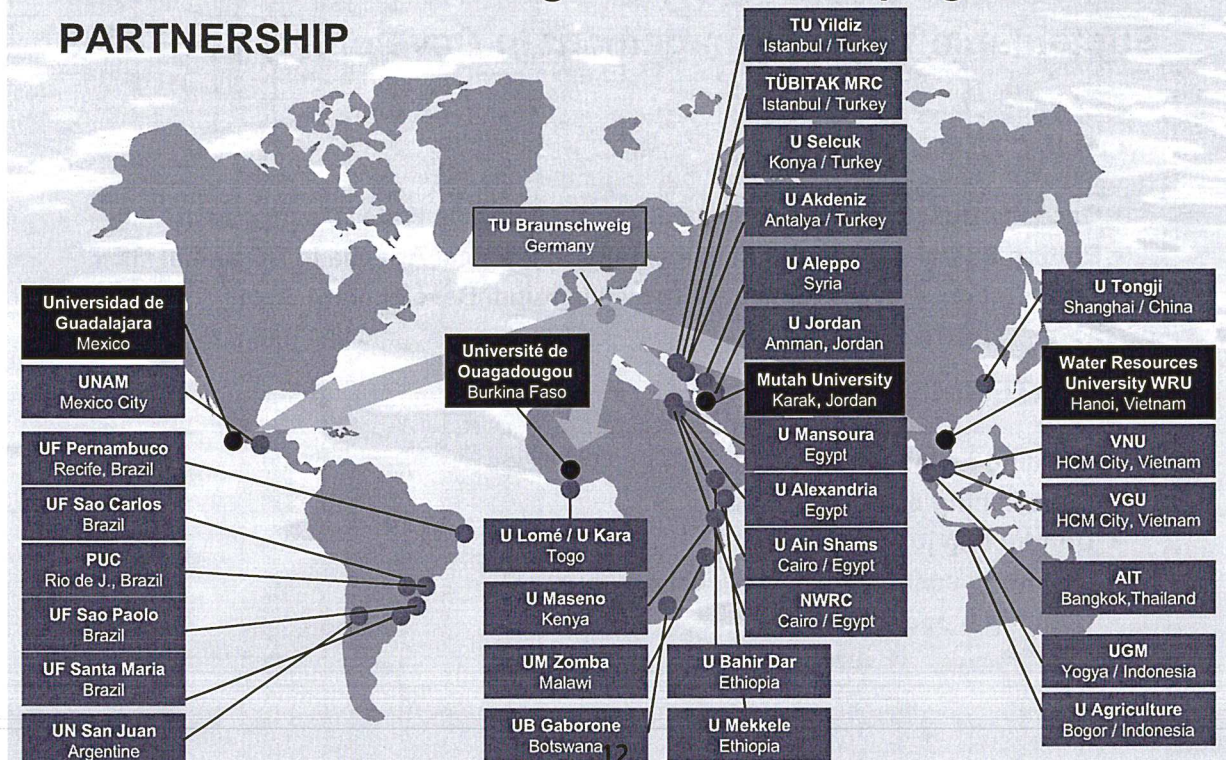 PARTNERSHIP
TU Yildiz
Istanbul / Turkey
TÜBITAK MRC
Istanbul / Turkey
U Selcuk
Konya / Turkey
U Akdeniz
Antalya / Turkey
U Aleppo
Syria
U Jordan
Amman, Jordan
Mutah University
Karak, Jordan
U Mansoura
Egypt
U Alexandria
Egypt
U Ain Shams
Cairo / Egypt
NWRC
Cairo / Egypt
TU Braunschweig
Germany
Universidad de
Guadalajara
Mexico
UNAM
Mexico City
UF Pernambuco
Recife, Brazil
UF Sao Carlos
Brazil
PUC
Rio de J., Brazil
UF Sao Paolo
Brazil
UF Santa Maria
Brazil
UN San Juan
Argentine
Université de
Ouagadougou
Burkina Faso
U Lomé / U Kara
Togo
U Maseno
Kenya
UM Zomba
Malawi
UB Gaborone
Botswana
U Bahir Dar
Ethiopia
U Mekkele
Ethiopia
U Tongji
Shanghai / China
Water Resources
University WRU
Hanoi, Vietnam
VNU
HCM City, Vietnam
VGU
HCM City, Vietnam
AIT
Bangkok,Thailand
UGM
Yogya / Indonesia
U Agriculture
Bogor / Indonesia
12